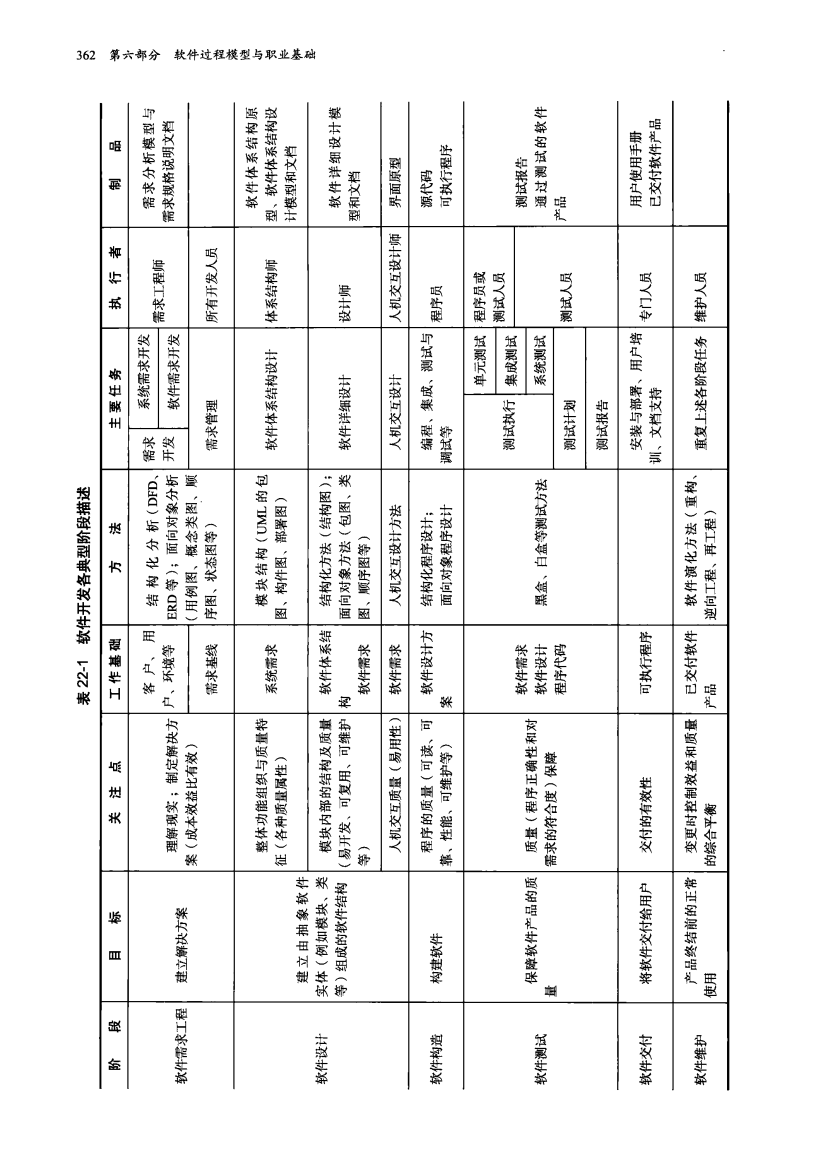 362 第六部分 软件过程模型与职业基础
表 22-1 软件开发各典型阶段描述
阶 段
目 标
关 注 点
工作基础
方 法
主要任务
执 行 者
制 品
软件需求工程
建立解决方案
理解现实；制定解决方
案（成本效益比有效）
客户、用
户、环境等
需求基线
结构化分析（DFD、
ERD 等）；面向对象分析
（用例图、概念类图、顺
序图、状态图等）
需求
开发
系统需求开发
软件需求开发
需求管理
需求工程师
所有开发人员
需求分析模型与
需求规格说明文档
软件设计
建立由抽象软件
实体（例如模块、类
等）组成的软件结构
整体功能组织与质量特
征（各种质量属性）
系统需求
模块结构（UML 的包
图、构件图、部署图）
软件体系结构设计
体系结构师
软件体系结构原
型、软件体系结构设
计模型和文档
模块内部的结构及质量
（易开发、可复用、可维护
等）
软件体系结
构
软件需求
结构化方法（结构图）；
面向对象方法（包图、类
图、顺序图等）
软件详细设计
设计师
软件详细设计模
型和文档
人机交互质量（易用性）
软件需求
人机交互设计方法
人机交互设计
人机交互设计师
界面原型
软件构造
构建软件
程序的质量（可读、可
靠、性能、可维护等）
软件设计方
案
结构化程序设计；
面向对象程序设计
编程、集成、测试与
调试等
程序员
源代码
可执行程序
软件测试
保障软件产品的质
量
质量（程序正确性和对
需求的符合度）保障
软件需求
软件设计
程序代码
黑盒、白盒等测试方法
测试执行
单元测试
集成测试
系统测试
测试计划
测试报告
程序员或
测试人员
测试人员
测试报告
通过测试的软件
产品
软件交付
将软件交付给用户
交付的有效性
可执行程序
安装与部署、用户培
训、文档支持
专门人员
用户使用手册
已交付软件产品
软件维护
产品终结前的正常
使用
变更时控制效益和质量
的综合平衡
已交付软件
产品
软件演化方法（重构、
逆向工程、再工程）
重复上述各阶段任务
维护人员